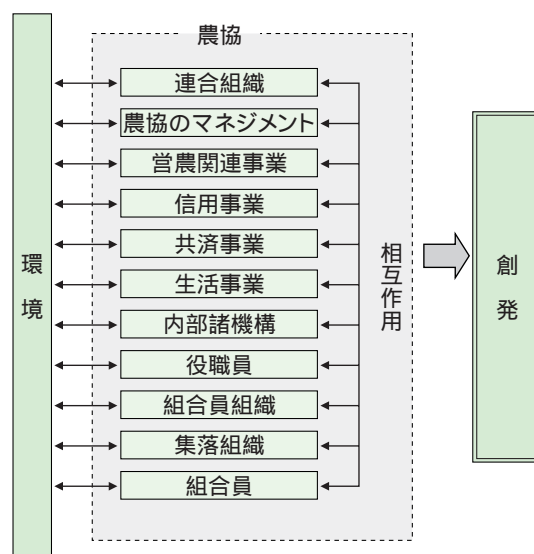 農協
環境
連合組織
農協のマネジメント
営農関連事業
信用事業
共済事業
生活事業
内部諸機構
役職員
組合員組織
集落組織
組合員
相互作用
創発